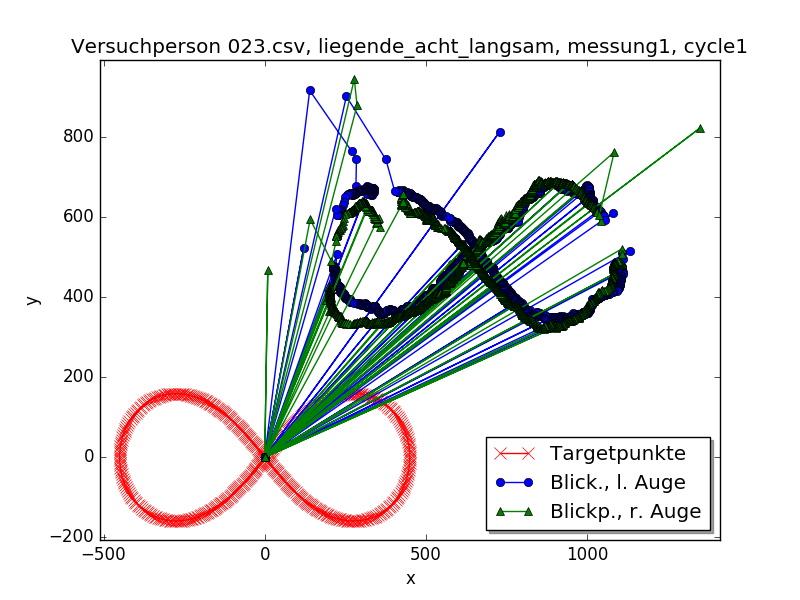 Versuchperson 023.csv, liegende_acht_langsam, messung1, cycle1
y
800
600
400
200
0
−200
−500
0
500
1000
x
Targetpunkte
Blick., l. Auge
Blickp., r. Auge